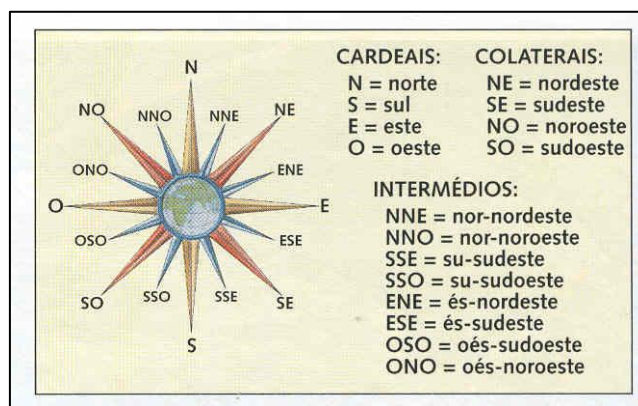 N
NNO
NNE
NO
NE
ONO
ENE
O
E
OSO
ESE
SO
SSO
SSE
SE
S
CARDEAIS:
N = norte
S = sul
E = este
O = oeste
COLATERAIS:
NE = nordeste
SE = sudeste
NO = noroeste
SO = sudoeste
INTERMÉDIOS:
NNE = nor-nordeste
NNO = nor-noroeste
SSE = su-sudeste
SSO = su-sudoeste
ENE = és-nordeste
ESE = és-sudeste
OSO = oés-sudoeste
ONO = oés-noroeste